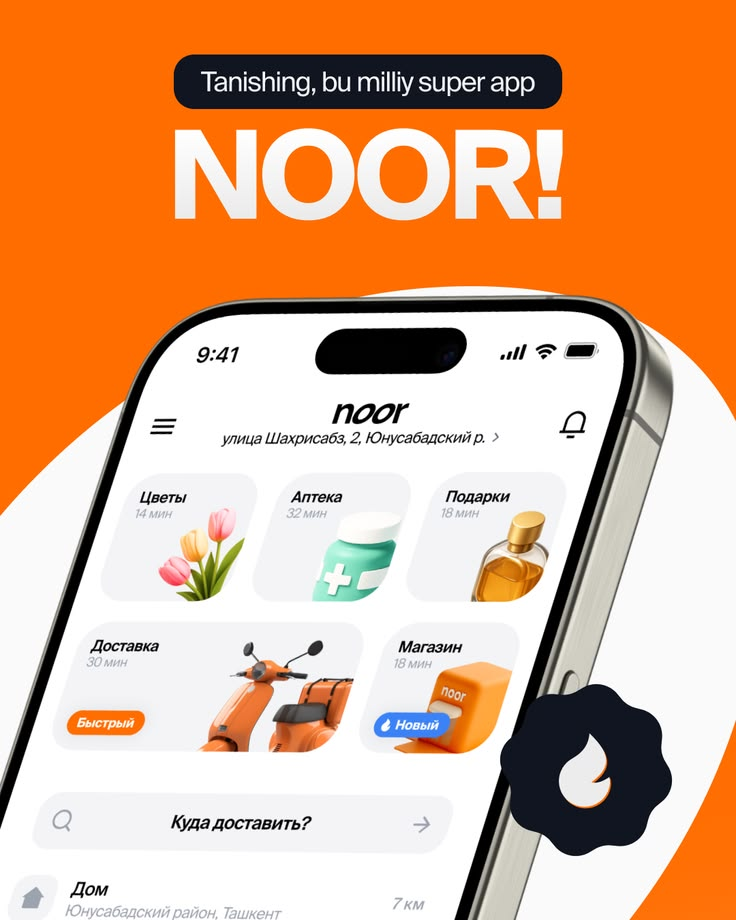 Tanishing, bu milliy super app
NOOR!
9:41
noor
улица Шахрисабз, 2, Юнусабадский р.
Цветы
14 мин
Аптека
32 мин
Подарки
18 мин
Доставка
30 мин
Быстрый
Магазин
18 мин
noor
Новый
Куда доставить?
Дом
Юнусабадский район, Ташкент
7 км